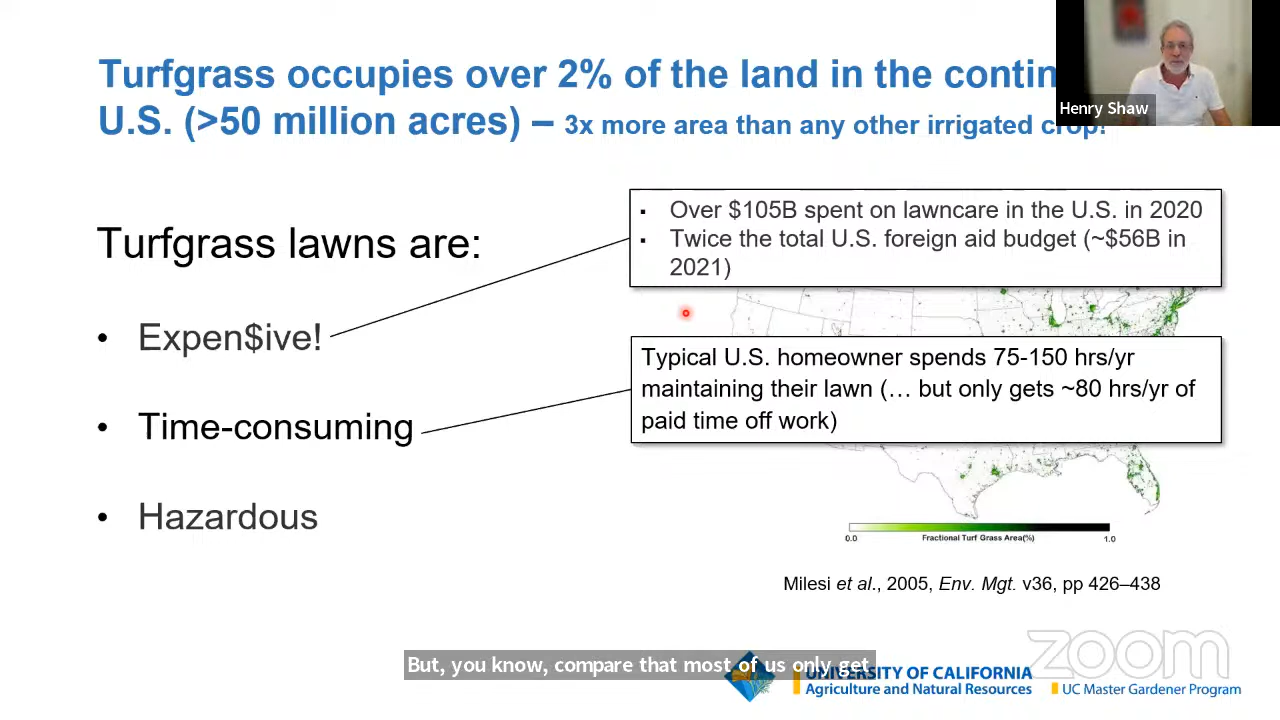 Turfgrass occupies over 2% of the land in the contin
U.S. (>50 million acres) – 3x more area than any other irrigated crop!
Henry Shaw
Turfgrass lawns are:
• Expen$ive!
• Time-consuming
• Hazardous
▪ Over $105B spent on lawncare in the U.S. in 2020
▪ Twice the total U.S. foreign aid budget (~$56B in
2021)
Typical U.S. homeowner spends 75-150 hrs/yr
maintaining their lawn (… but only gets ~80 hrs/yr of
paid time off work)
0.0 Fractional Turf Grass Area(%) 1.0
Milesi et al., 2005, Env. Mgt. v36, pp 426–438
zoom
But, you know, compare that most of us only get
UNIVERSITY OF CALIFORNIA
Agriculture and Natural Resources
UC Master Gardener Program